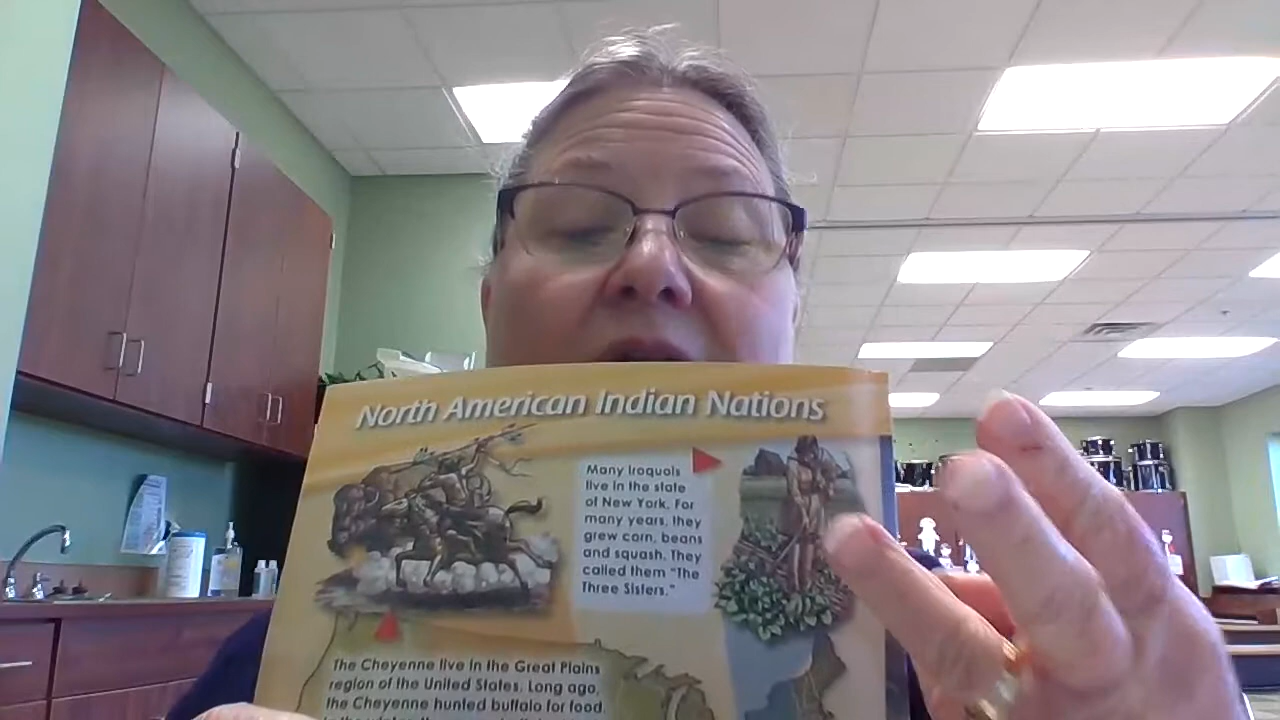 North American Indian Nations
Many Iroquois
live in the state
of New York. For
many years, they
grew corn, beans
and squash. They
called them "The
Three Sisters."
The Cheyenne live in the Great Plains
region of the United States. Long ago,
the Cheyenne hunted buffalo for food.